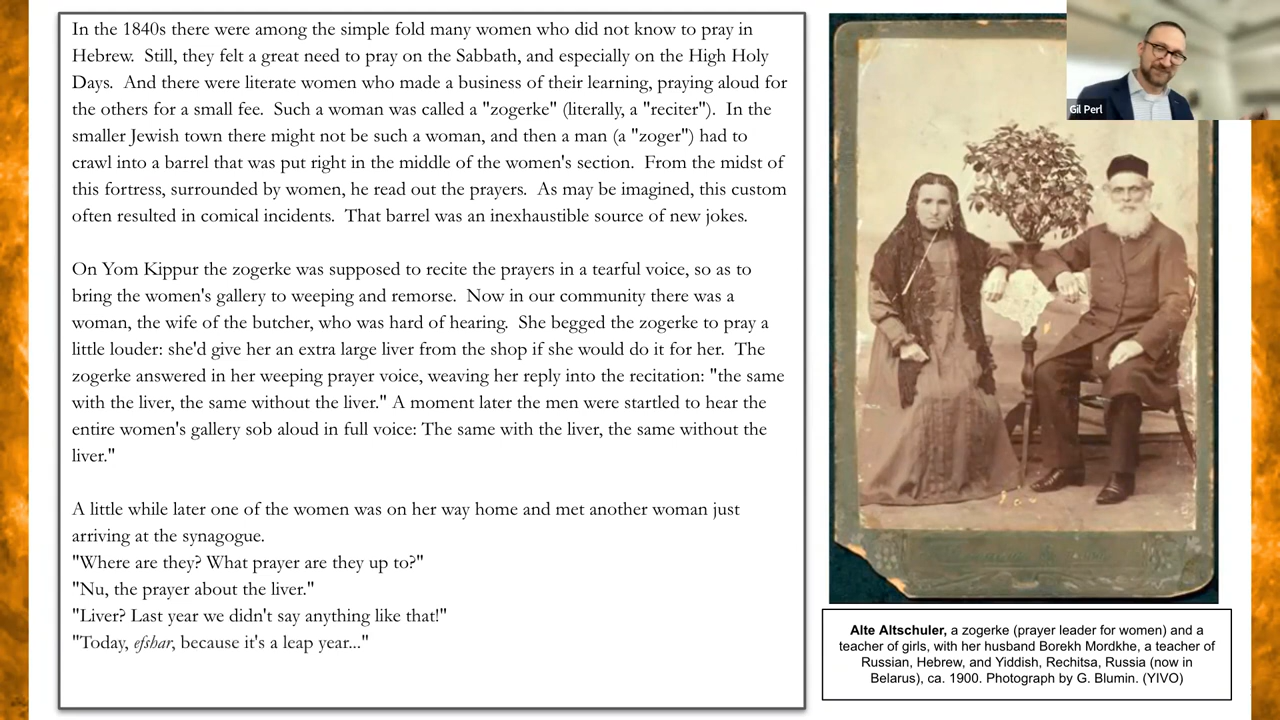 In the 1840s there were among the simple fold many women who did not know to pray in
Hebrew. Still, they felt a great need to pray on the Sabbath, and especially on the High Holy
Days. And there were literate women who made a business of their learning, praying aloud for
the others for a small fee. Such a woman was called a "zogerke" (literally, a "reciter"). In the
smaller Jewish town there might not be such a woman, and then a man (a "zoger") had to
crawl into a barrel that was put right in the middle of the women's section. From the midst of
this fortress, surrounded by women, he read out the prayers. As may be imagined, this custom
often resulted in comical incidents. That barrel was an inexhaustible source of new jokes.
On Yom Kippur the zogerke was supposed to recite the prayers in a tearful voice, so as to
bring the women's gallery to weeping and remorse. Now in our community there was a
woman, the wife of the butcher, who was hard of hearing. She begged the zogerke to pray a
little louder: she'd give her an extra large liver from the shop if she would do it for her. The
zogerke answered in her weeping prayer voice, weaving her reply into the recitation: "the same
with the liver, the same without the liver." A moment later the men were startled to hear the
entire women's gallery sob aloud in full voice: The same with the liver, the same without the
liver."
A little while later one of the women was on her way home and met another woman just
arriving at the synagogue.
"Where are they? What prayer are they up to?"
"Nu, the prayer about the liver."
"Liver? Last year we didn't say anything like that!"
"Today, efshar, because it's a leap year..."
Gil Perl
Alte Altschuler, a zogerke (prayer leader for women) and a
teacher of girls, with her husband Borekh Mordkhe, a teacher of
Russian, Hebrew, and Yiddish, Rechitsa, Russia (now in
Belarus), ca. 1900. Photograph by G. Blumin. (YIVO)